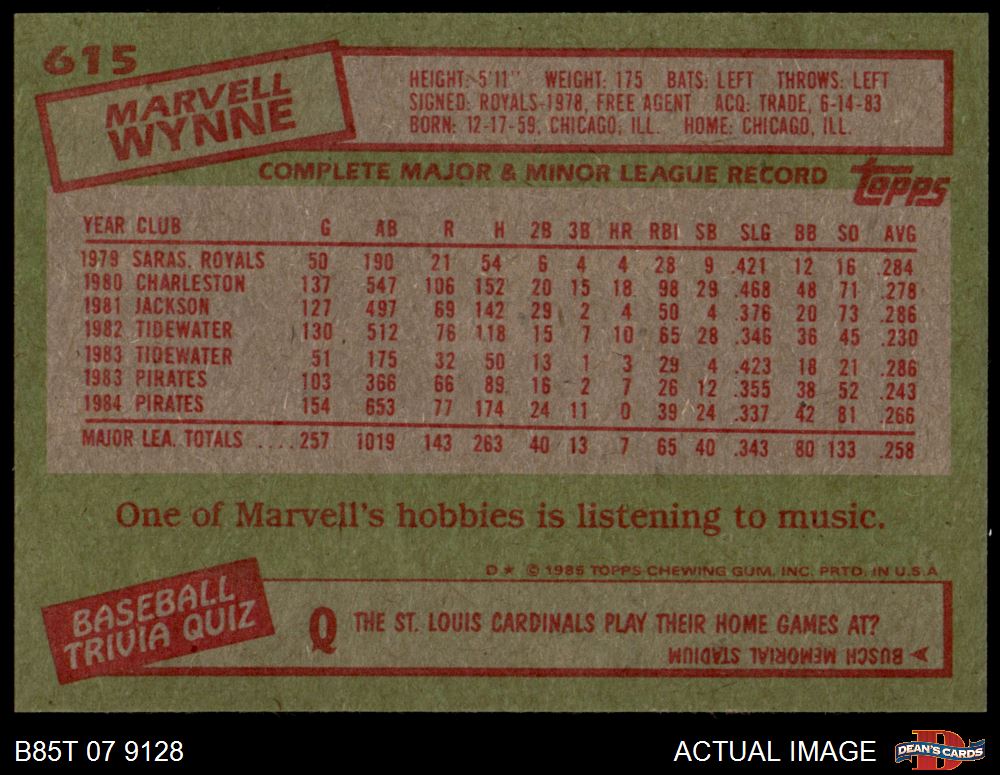 615
MARVELL
WYNNE
HEIGHT: 5'11" WEIGHT: 175 BATS: LEFT THROWS: LEFT
SIGNED: ROYALS-1978, FREE AGENT ACQ: TRADE, 6-14-83
BORN: 12-17-59, CHICAGO, ILL. HOME: CHICAGO, ILL.
COMPLETE MAJOR & MINOR LEAGUE RECORD
topps
YEAR CLUB G AB R H 2B 3B HR RBI SB SLG BB SO AVG
1979 SARAS. ROYALS 50 190 21 54 6 4 4 28 9 .421 12 16 .284
1980 CHARLESTON 137 547 106 152 20 15 18 98 29 .468 48 71 .278
1981 JACKSON 127 497 69 142 29 2 4 50 4 .376 20 73 .286
1982 TIDEWATER 130 512 76 118 15 7 10 65 28 .346 36 45 .230
1983 TIDEWATER 51 175 32 50 13 1 3 29 4 .423 18 21 .286
1983 PIRATES 103 366 66 89 16 2 7 26 12 .355 38 52 .243
1984 PIRATES 154 653 77 174 24 11 0 39 24 .337 42 81 .266
MAJOR LEA. TOTALS ....257 1019 143 263 40 13 7 65 40 .343 80 133 .258
One of Marvell's hobbies is listening to music.
D* © 1985 TOPPS CHEWING GUM, INC. PRTD. IN U.S.A
BASEBALL
TRIVIA QUIZ
Q THE ST. LOUIS CARDINALS PLAY THEIR HOME GAMES AT?
BUSCH MEMORIAL STADIUM
B85T 07 9128
ACTUAL IMAGE
D
DEAN'S CARDS